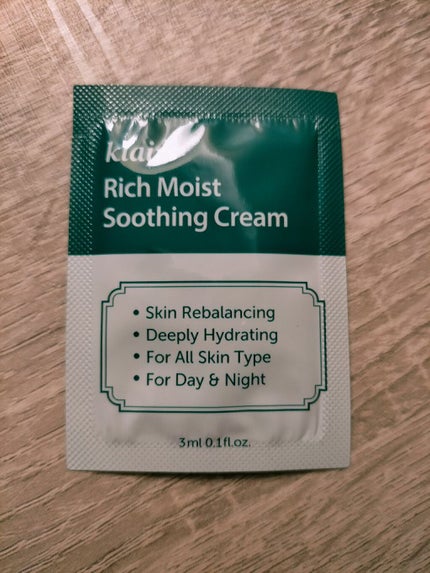 Rich Moist
Soothing Cream
• Skin Rebalancing
• Deeply Hydrating
• For All Skin Type
• For Day & Night
3ml 0.1fl.oz.